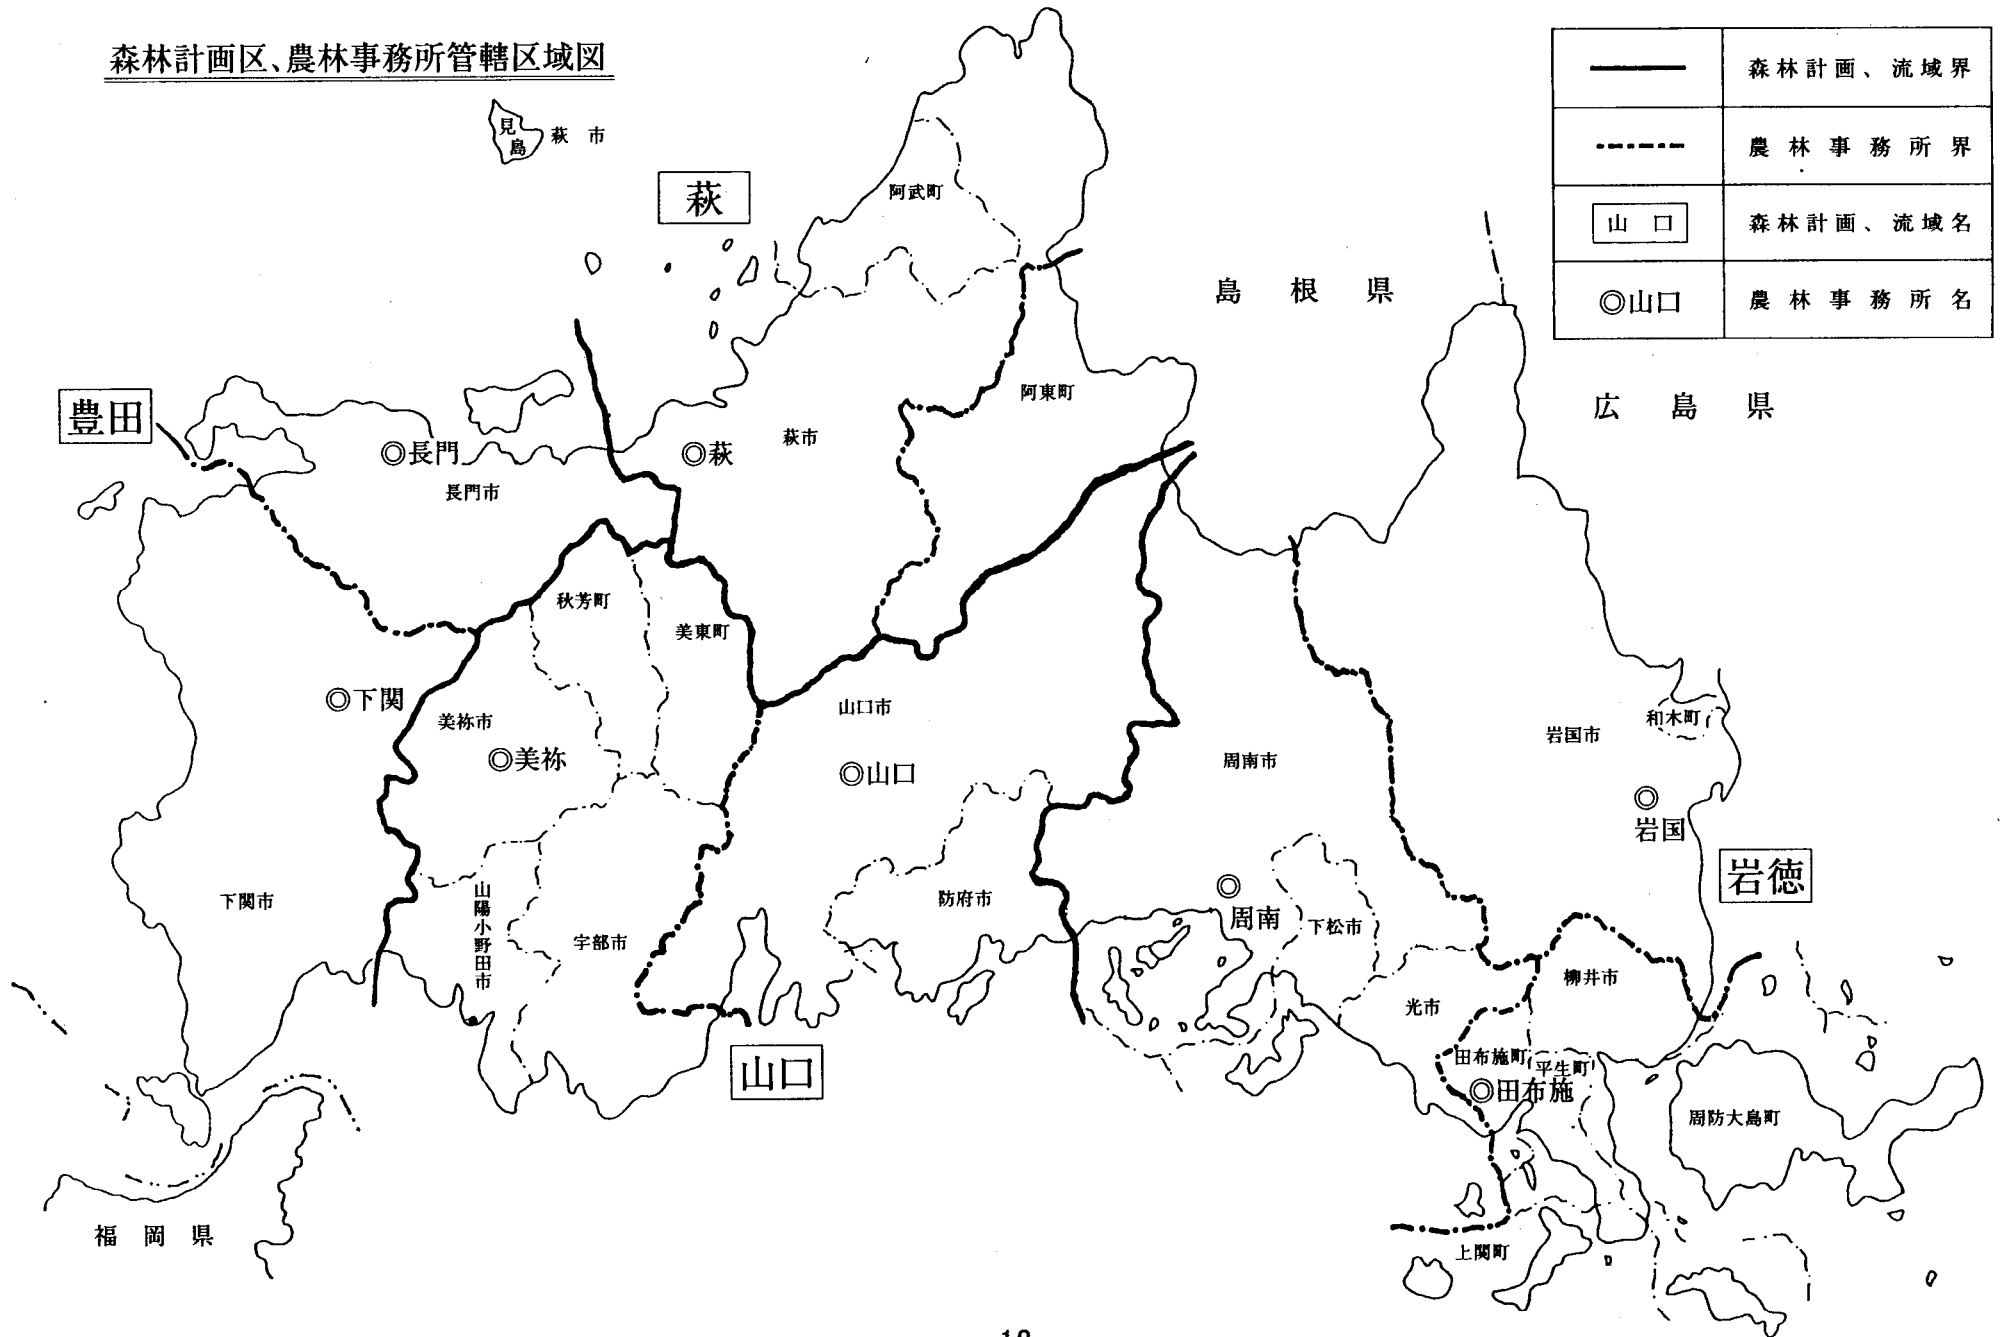 森林計画区、農林事務所管轄区域図
森林計画、流域界
農林事務所界
山口
森林計画、流域名
◎山口
農林事務所名
見島
萩市
萩
阿武町
島根県
広島県
豊田
◎長門
長門市
◎萩
萩市
阿東町
秋芳町
美東町
◎下関
美祢市
◎美祢
山口市
◎山口
周南市
岩国市
和木町
◎
岩国
岩徳
下関市
山陽小野田市
宇部市
防府市
◎
周南
下松市
光市
柳井市
田布施町
平生町
◎田布施
山口
周防大島町
福岡県
上関町